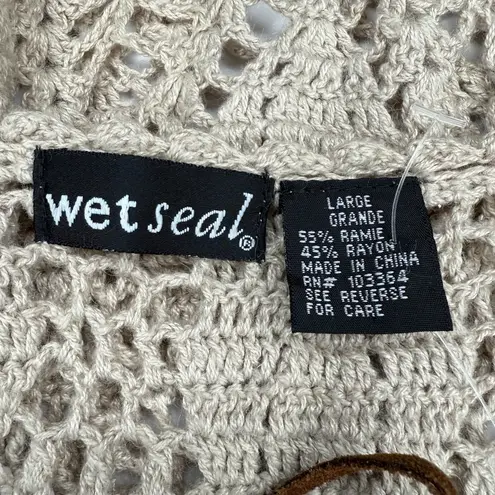 wet seal®
LARGE
GRANDE
55% RAMIE
45% RAYON
MADE IN CHINA
RN# 103364
SEE REVERSE
FOR CARE